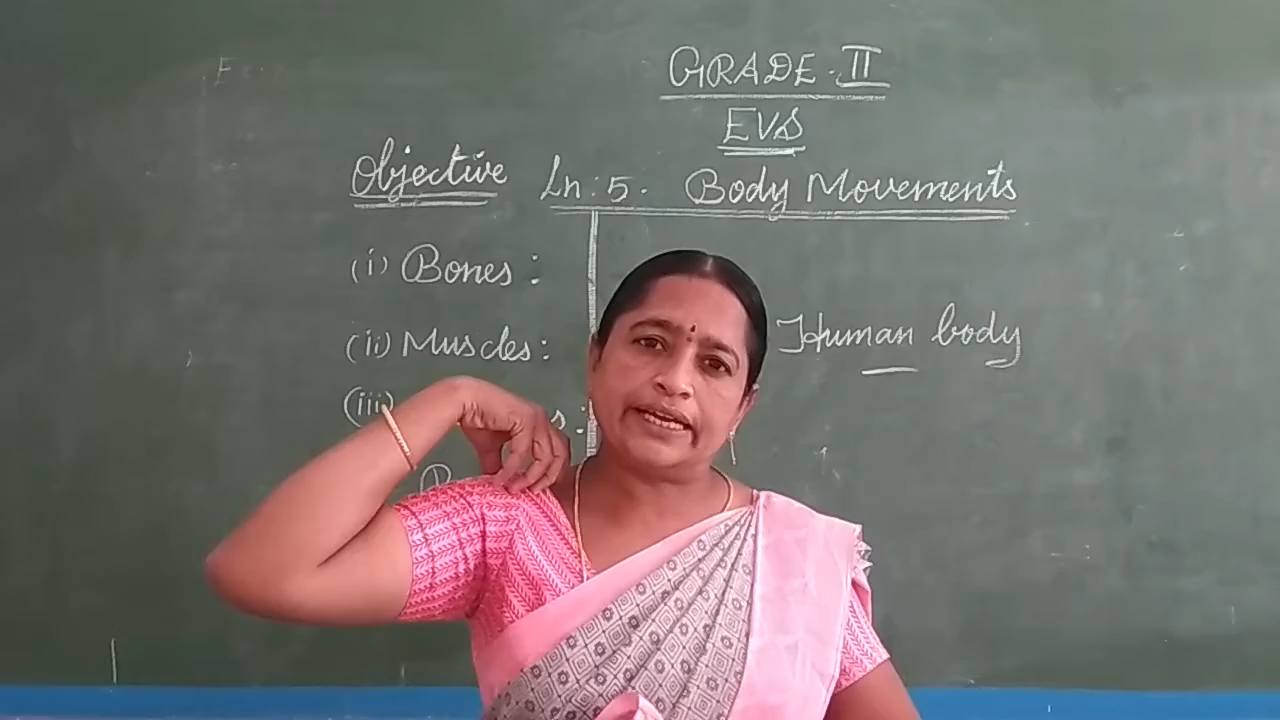 GRADE - II
EVS
Objective Ln: 5. Body Movements
(i) Bones :
(ii) Muscles :
Human body
(iii)